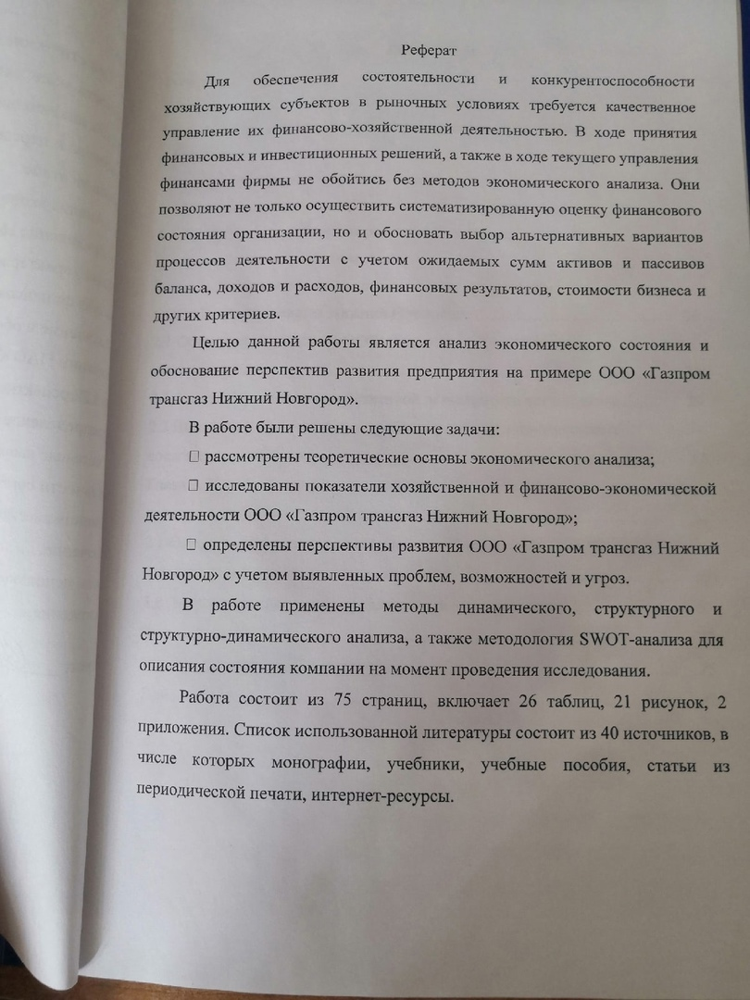 Реферат
Для обеспечения состоятельности и конкурентоспособности
хозяйствующих субъектов в рыночных условиях требуется качественное
управление их финансово-хозяйственной деятельностью. В ходе принятия
финансовых и инвестиционных решений, а также в ходе текущего управления
финансами фирмы не обойтись без методов экономического анализа. Они
позволяют не только осуществить систематизированную оценку финансового
состояния организации, но и обосновать выбор альтернативных вариантов
процессов деятельности с учетом ожидаемых сумм активов и пассивов
баланса, доходов и расходов, финансовых результатов, стоимости бизнеса и
других критериев.
Целью данной работы является анализ экономического состояния и
обоснование перспектив развития предприятия на примере ООО «Газпром
трансгаз Нижний Новгород».
В работе были решены следующие задачи:
□ рассмотрены теоретические основы экономического анализа;
□ исследованы показатели хозяйственной и финансово-экономической
деятельности ООО «Газпром трансгаз Нижний Новгород»;
□ определены перспективы развития ООО «Газпром трансгаз Нижний
Новгород» с учетом выявленных проблем, возможностей и угроз.
В работе применены методы динамического, структурного и
структурно-динамического анализа, а также методология SWOT-анализа для
описания состояния компании на момент проведения исследования.
Работа состоит из 75 страниц, включает 26 таблиц, 21 рисунок, 2
приложения. Список использованной литературы состоит из 40 источников, в
числе которых монографии, учебники, учебные пособия, статьи из
периодической печати, интернет-ресурсы.